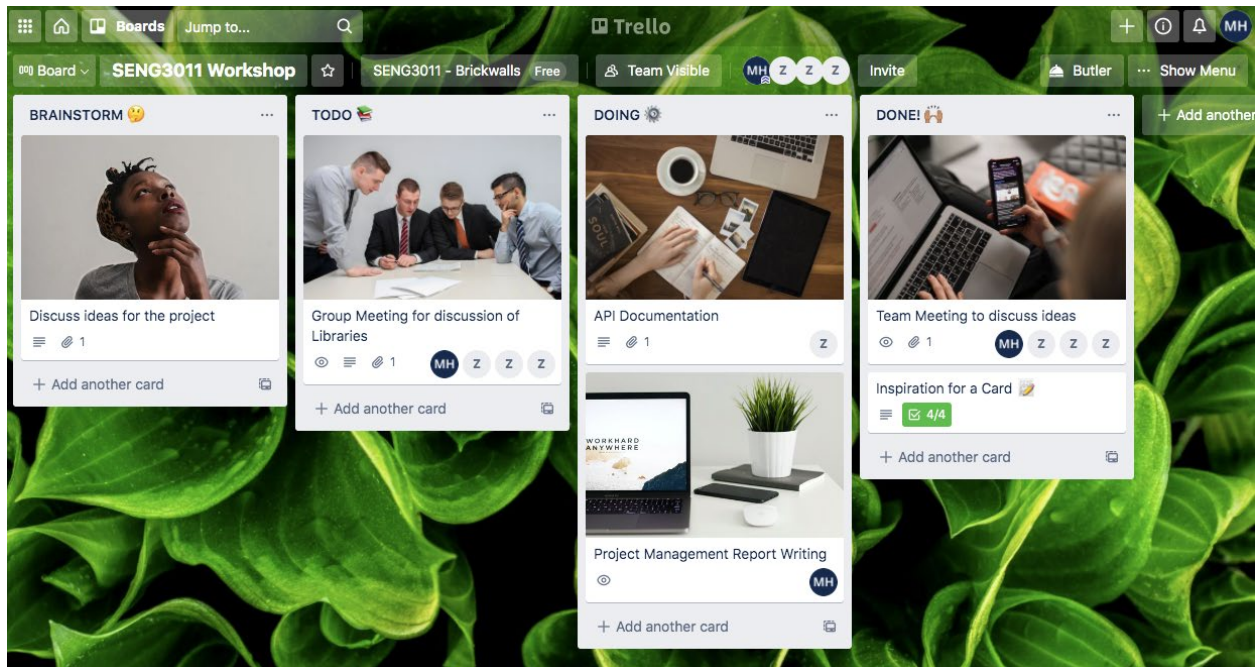 Boards
Jump to...
Trello
MH
Board
SENG3011 Workshop
SENG3011 - Brickwalls Free
Team Visible
MH Z Z Z
Invite
Butler
... Show Menu
BRAINSTORM 🤔
Discuss ideas for the project
1
+ Add another card
TODO 📚
Group Meeting for discussion of
Libraries
1 MH Z Z Z
+ Add another card
DOING ⚙️
SOUL
API Documentation
1 Z
WORKHARD
ANYWHERE
Project Management Report Writing
MH
+ Add another card
DONE! 🙌🏽
Team Meeting to discuss ideas
1 MH Z Z Z
Inspiration for a Card 📝
4/4
+ Add another card
+ Add another